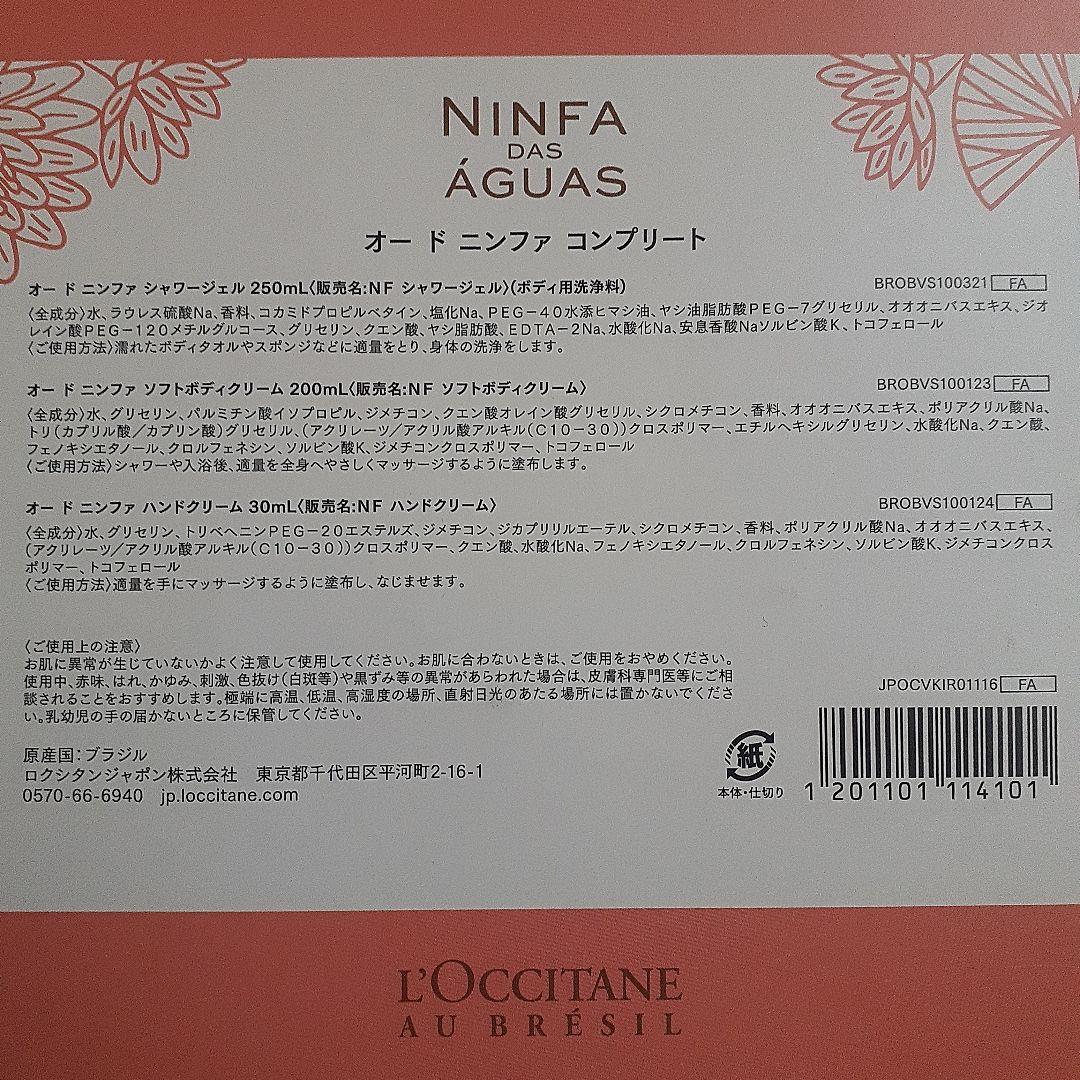 NINFA
DAS
ÁGUAS
オー ド ニンファ コンプリート
オー ド ニンファ シャワージェル 250mL〈販売名:NF シャワージェル〉(ボディ用洗浄料) BROBVS100321 FA
〈全成分〉水、ラウレス硫酸Na、香料、コカミドプロピルベタイン、塩化Na、PEG−40水添ヒマシ油、ヤシ油脂肪酸PEG−7グリセリル、オオオニバスエキス、ジオ
レイン酸PEG−120メチルグルコース、グリセリン、クエン酸、ヤシ脂肪酸、EDTA−2Na、水酸化Na、安息香酸Naソルビン酸K、トコフェロール
〈ご使用方法〉濡れたボディタオルやスポンジなどに適量をとり、身体の洗浄をします。
オー ド ニンファ ソフトボディクリーム 200mL〈販売名:NF ソフトボディクリーム〉 BROBVS100123 FA
〈全成分〉水、グリセリン、パルミチン酸イソプロピル、ジメチコン、クエン酸オレイン酸グリセリル、シクロメチコン、香料、オオオニバスエキス、ポリアクリル酸Na、
トリ(カプリル酸／カプリン酸)グリセリル、(アクリレーツ／アクリル酸アルキル(C10−30))クロスポリマー、エチルヘキシルグリセリン、水酸化Na、クエン酸、
フェノキシエタノール、クロルフェネシン、ソルビン酸K、ジメチコンクロスポリマー、トコフェロール
〈ご使用方法〉シャワーや入浴後、適量を全身へやさしくマッサージするように塗布します。
オー ド ニンファ ハンドクリーム 30mL〈販売名:NF ハンドクリーム〉 BROBVS100124 FA
〈全成分〉水、グリセリン、トリベヘニンPEG−20エステルズ、ジメチコン、ジカプリリルエーテル、シクロメチコン、香料、ポリアクリル酸Na、オオオニバスエキス、
(アクリレーツ／アクリル酸アルキル(C10−30))クロスポリマー、クエン酸、水酸化Na、フェノキシエタノール、クロルフェネシン、ソルビン酸K、ジメチコンクロス
ポリマー、トコフェロール
〈ご使用方法〉適量を手にマッサージするように塗布し、なじませます。
〈ご使用上の注意〉
お肌に異常が生じていないかよく注意して使用してください。お肌に合わないときは、ご使用をおやめください。
使用中、赤味、はれ、かゆみ、刺激、色抜け(白斑等)や黒ずみ等の異常があらわれた場合は、皮膚科専門医等にご相
談されることをおすすめします。極端に高温、低温、高湿度の場所、直射日光のあたる場所には置かないでくださ
い。乳幼児の手の届かないところに保管してください。
JPOCVKIR01116 FA
原産国：ブラジル
ロクシタンジャポン株式会社 東京都千代田区平河町2-16-1
0570-66-6940 jp.loccitane.com
紙
本体・仕切り
1 201101 114101
L'OCCITANE
AU BRÉSIL